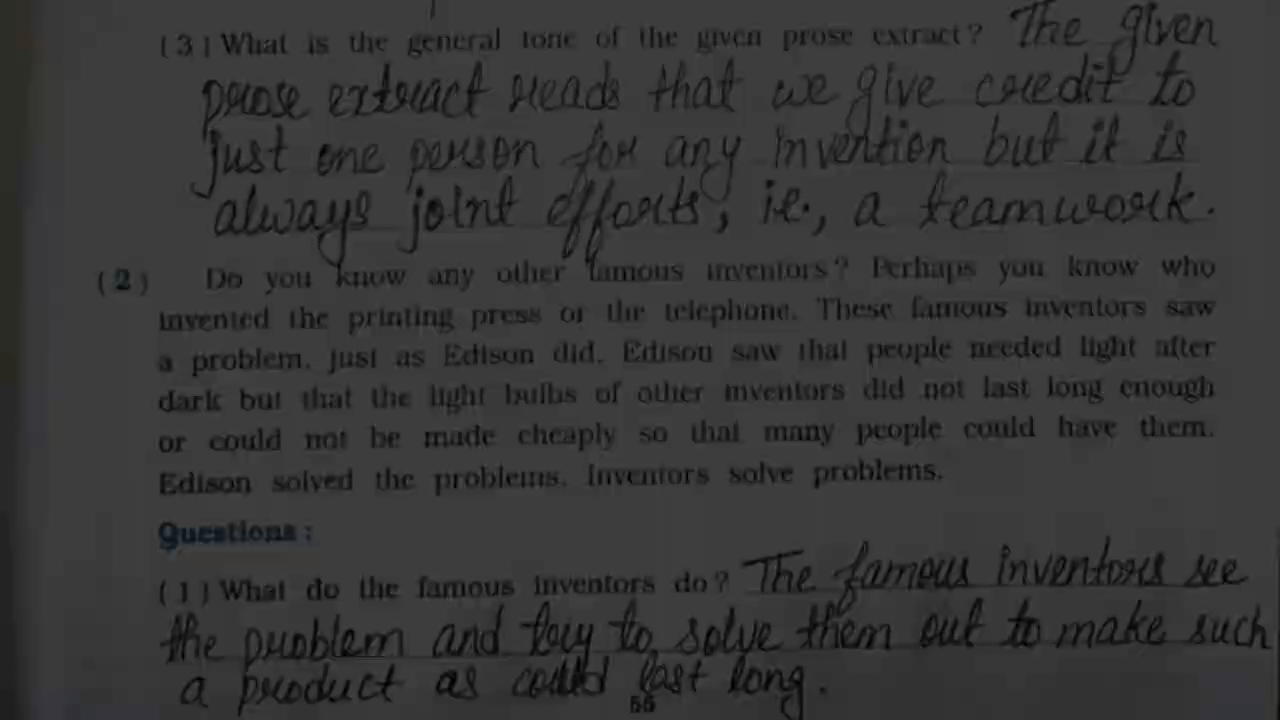 (3) What is the general tone of the given prose extract? The given
prose extract reads that we give credit to
just one person for any invention but it is
always joint efforts, i.e., a teamwork.
(2) Do you know any other famous inventors? Perhaps you know who
invented the printing press or the telephone. These famous inventors saw
a problem, just as Edison did. Edison saw that people needed light after
dark but that the light bulbs of other inventors did not last long enough
or could not be made cheaply so that many people could have them.
Edison solved the problems. Inventors solve problems.
Questions :
(1) What do the famous inventors do? The famous inventors see
the problem and try to solve them out to make such
a product as could last long.
56